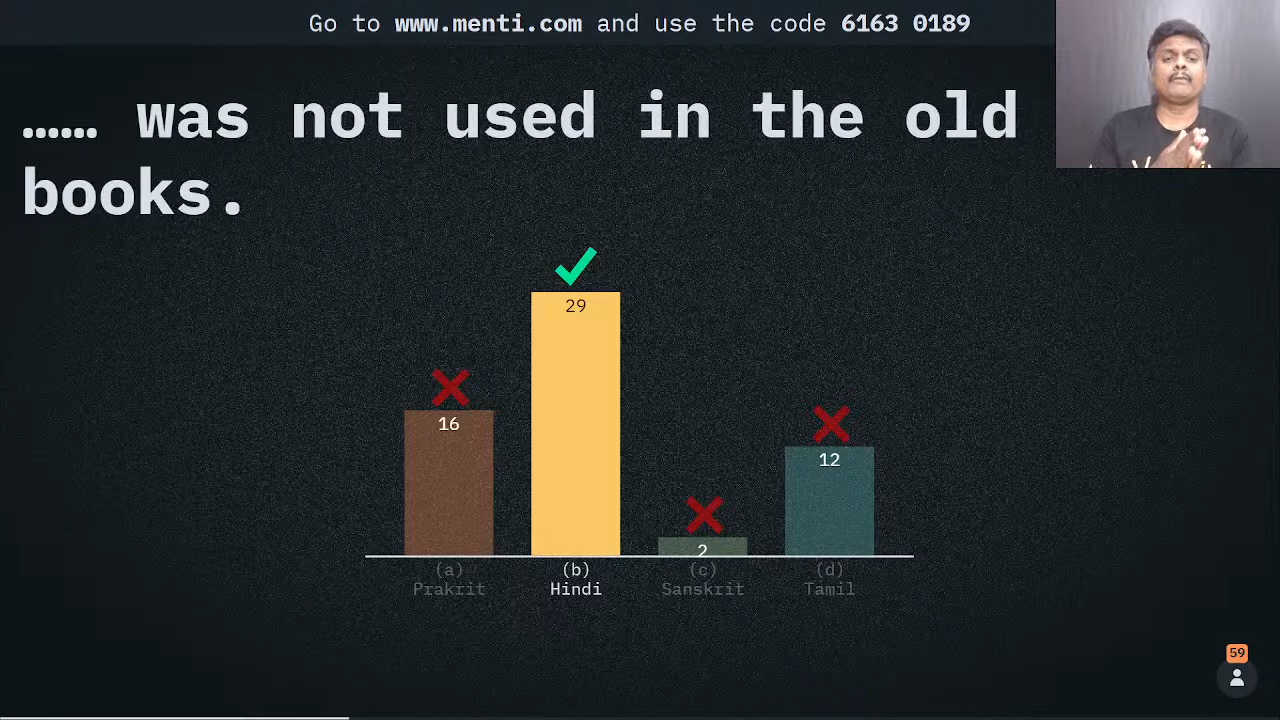 Go to www.menti.com and use the code 6163 0189
…… was not used in the old
books.
29
16
12
2
(a) (b) (c) (d)
Prakrit Hindi Sanskrit Tamil
59